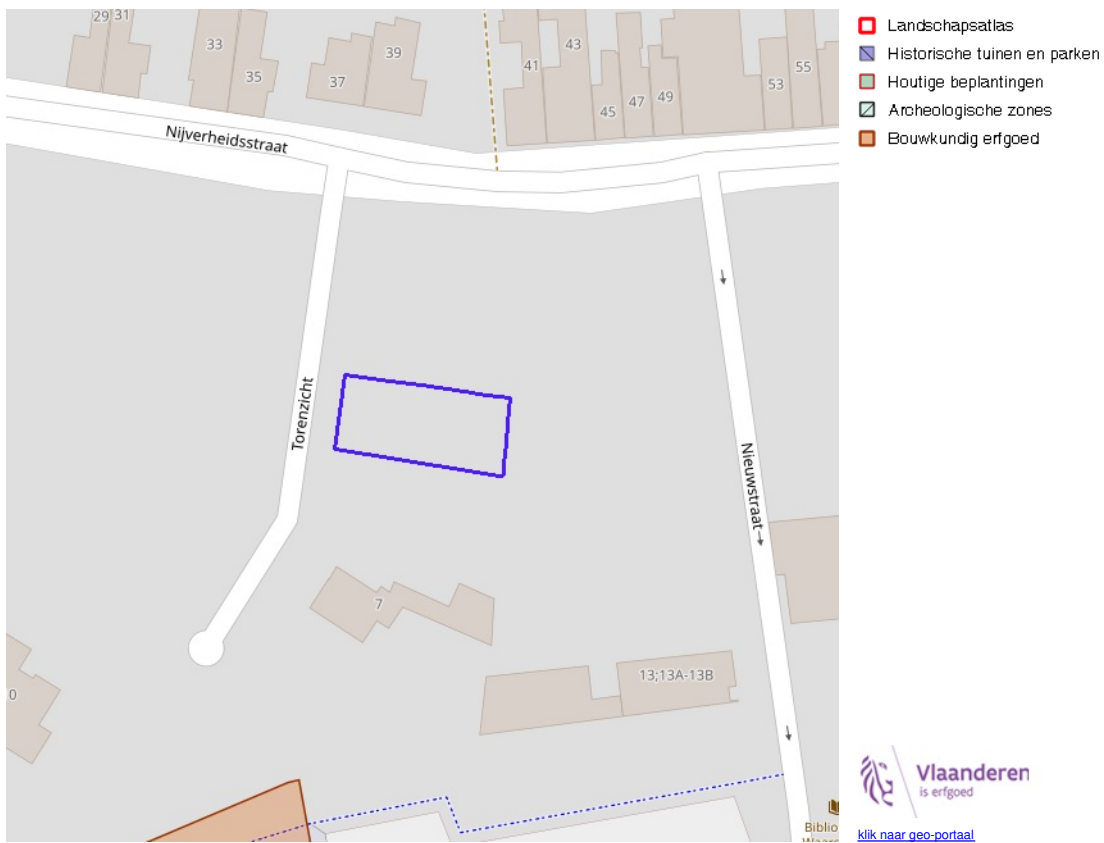 29 31
33
35
37
39
41
43
45
47
49
53
55
Nijverheidsstraat
Torenzicht
Nieuwstraat
7
13;13A-13B
0
Biblio
Landschapsatlas
Historische tuinen en parken
Houtige beplantingen
Archeologische zones
Bouwkundig erfgoed
Vlaanderen
is erfgoed
klik naar geo-portaal